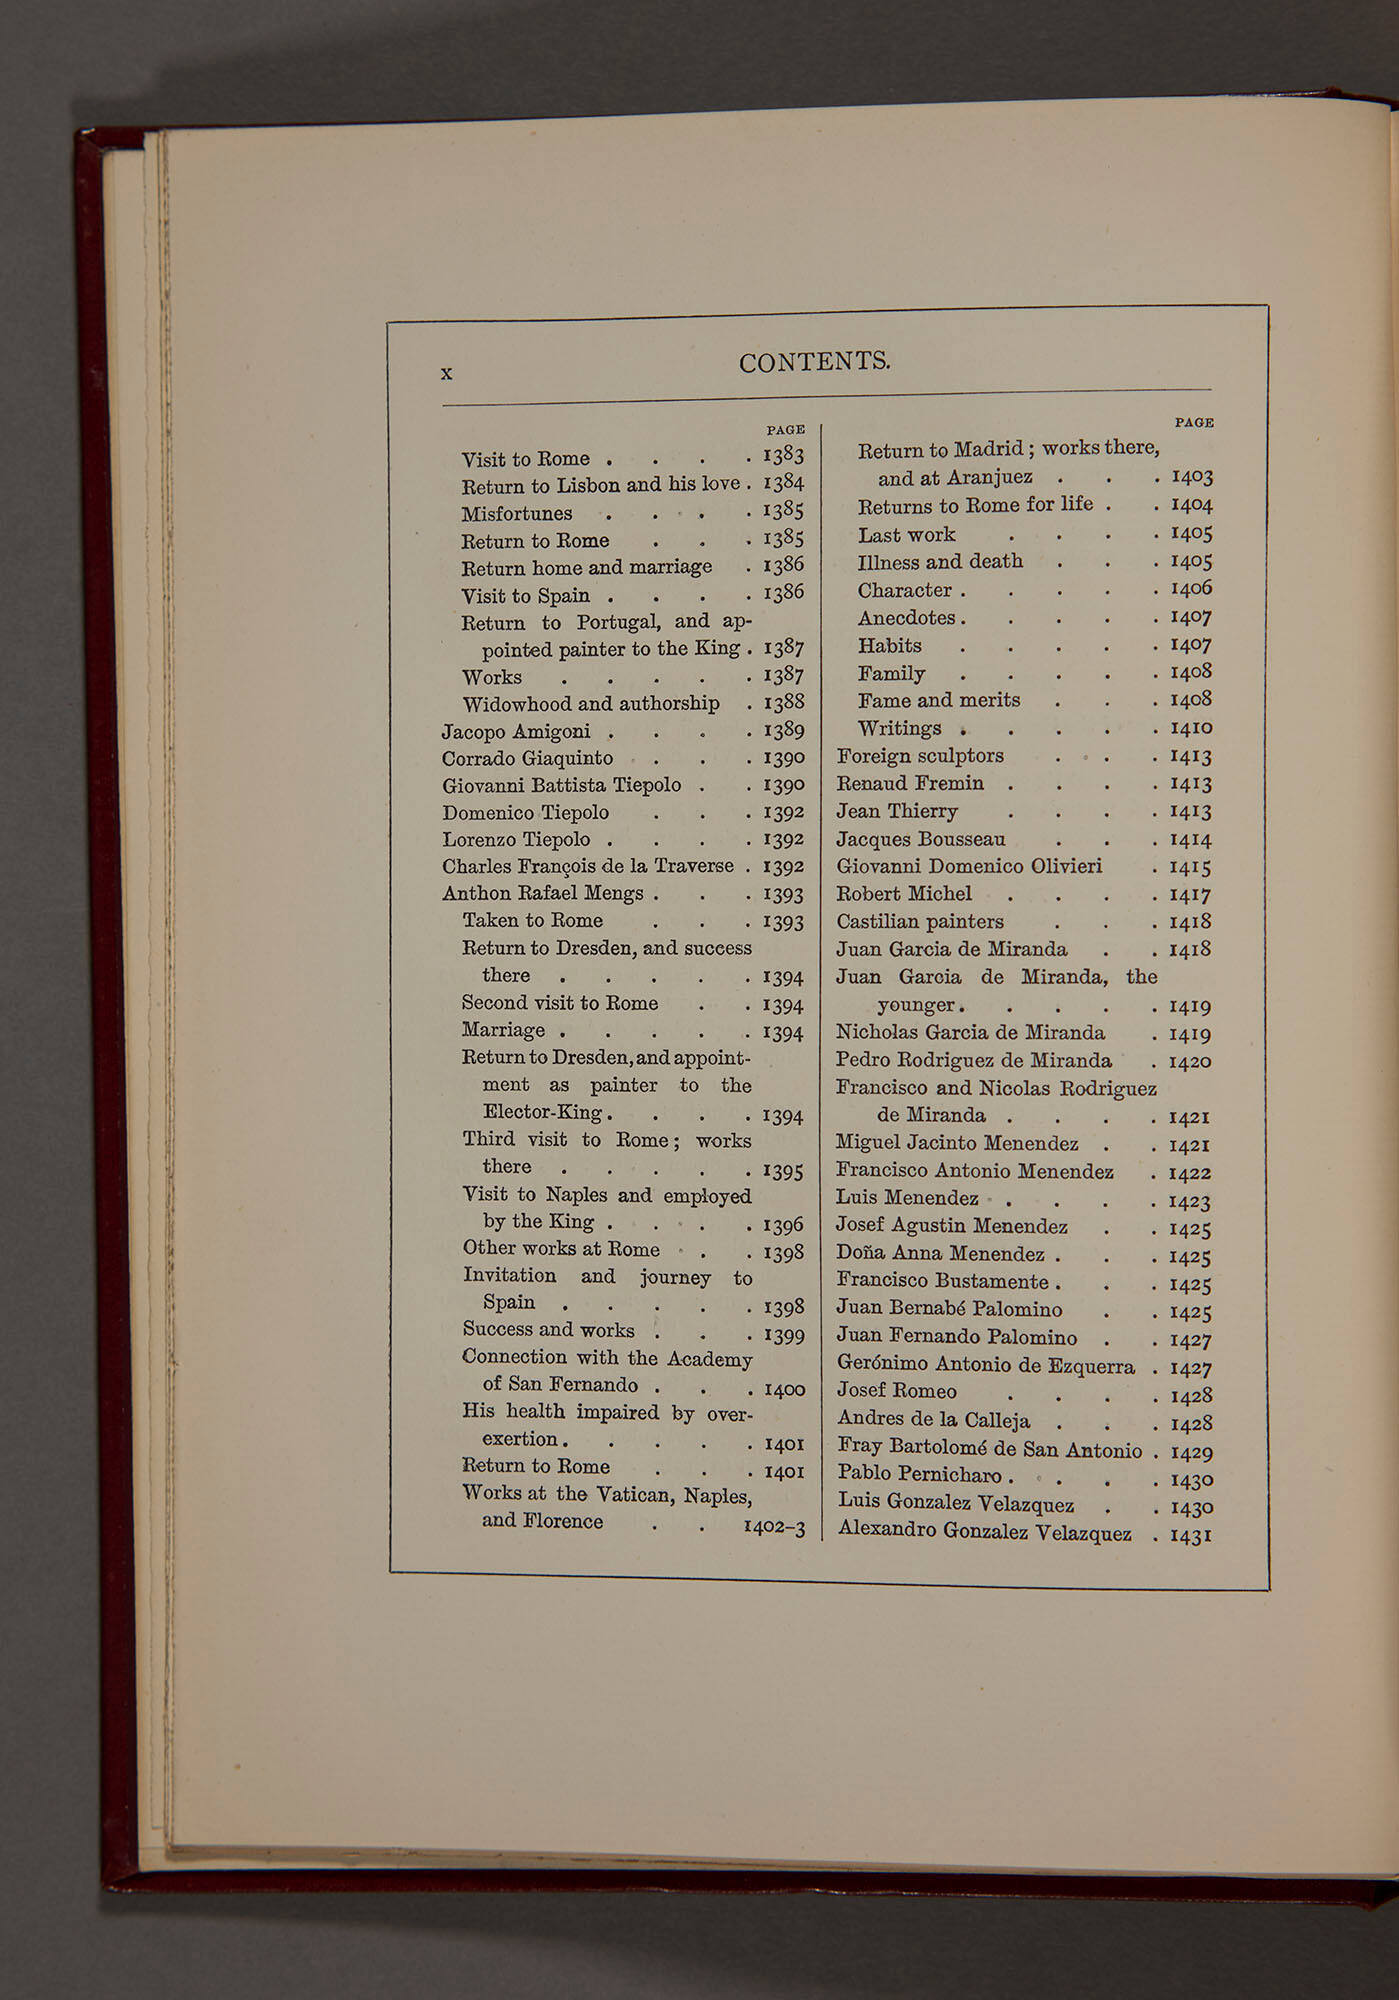 x
CONTENTS.
PAGE
Visit to Rome . . . . 1383
Return to Lisbon and his love . 1384
Misfortunes . . . . 1385
Return to Rome . . . 1385
Return home and marriage . 1386
Visit to Spain . . . . 1386
Return to Portugal, and ap-
pointed painter to the King . 1387
Works . . . . . 1387
Widowhood and authorship . 1388
Jacopo Amigoni . . . . 1389
Corrado Giaquinto . . . 1390
Giovanni Battista Tiepolo . . 1390
Domenico Tiepolo . . . 1392
Lorenzo Tiepolo . . . . 1392
Charles François de la Traverse . 1392
Anthon Rafael Mengs . . . 1393
Taken to Rome . . . 1393
Return to Dresden, and success
there . . . . . 1394
Second visit to Rome . . 1394
Marriage . . . . . 1394
Return to Dresden, and appoint-
ment as painter to the
Elector-King . . . . 1394
Third visit to Rome; works
there . . . . . 1395
Visit to Naples and employed
by the King . . . . 1396
Other works at Rome . . 1398
Invitation and journey to
Spain . . . . . 1398
Success and works . . . 1399
Connection with the Academy
of San Fernando . . . 1400
His health impaired by over-
exertion . . . . . 1401
Return to Rome . . . 1401
Works at the Vatican, Naples,
and Florence . . 1402–3
PAGE
Return to Madrid; works there,
and at Aranjuez . . . 1403
Returns to Rome for life . . 1404
Last work . . . . 1405
Illness and death . . . 1405
Character . . . . . 1406
Anecdotes . . . . . 1407
Habits . . . . . 1407
Family . . . . . 1408
Fame and merits . . . 1408
Writings . . . . . 1410
Foreign sculptors . . . 1413
Renaud Fremin . . . . 1413
Jean Thierry . . . . 1413
Jacques Bousseau . . . 1414
Giovanni Domenico Olivieri . 1415
Robert Michel . . . . 1417
Castilian painters . . . 1418
Juan Garcia de Miranda . . 1418
Juan Garcia de Miranda, the
younger . . . . . 1419
Nicholas Garcia de Miranda . 1419
Pedro Rodriguez de Miranda . 1420
Francisco and Nicolas Rodriguez
de Miranda . . . . 1421
Miguel Jacinto Menendez . . 1421
Francisco Antonio Menendez . 1422
Luis Menendez . . . . 1423
Josef Agustin Menendez . . 1425
Doña Anna Menendez . . . 1425
Francisco Bustamente . . . 1425
Juan Bernabé Palomino . . 1425
Juan Fernando Palomino . . 1427
Gerónimo Antonio de Ezquerra . 1427
Josef Romeo . . . . 1428
Andres de la Calleja . . . 1428
Fray Bartolomé de San Antonio . 1429
Pablo Pernicharo . . . . 1430
Luis Gonzalez Velazquez . . 1430
Alexandro Gonzalez Velazquez . 1431